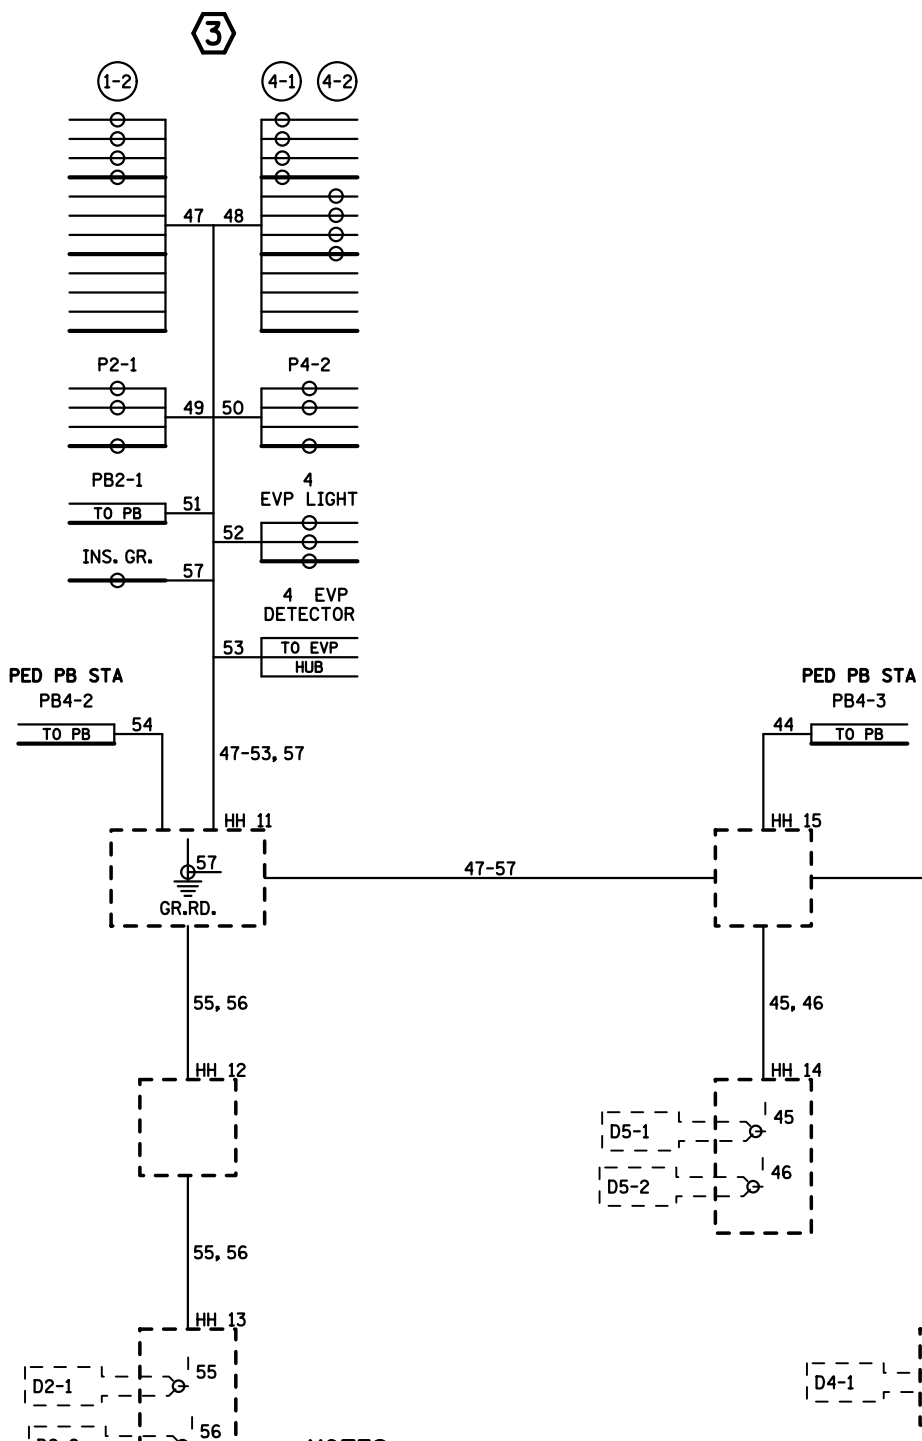 3
1-2
4-1 4-2
47 48
P2-1
P4-2
49 50
PB2-1
4
EVP LIGHT
TO PB
51
52
INS. GR.
57
4 EVP
DETECTOR
53
TO EVP
HUB
PED PB STA
PB4-2
TO PB
54
PED PB STA
PB4-3
44
TO PB
47-53, 57
HH 11
57
GR.RD.
47-57
HH 15
55, 56
45, 46
HH 12
HH 14
D5-1
45
D5-2
46
55, 56
HH 13
D2-1
55
D4-1
56